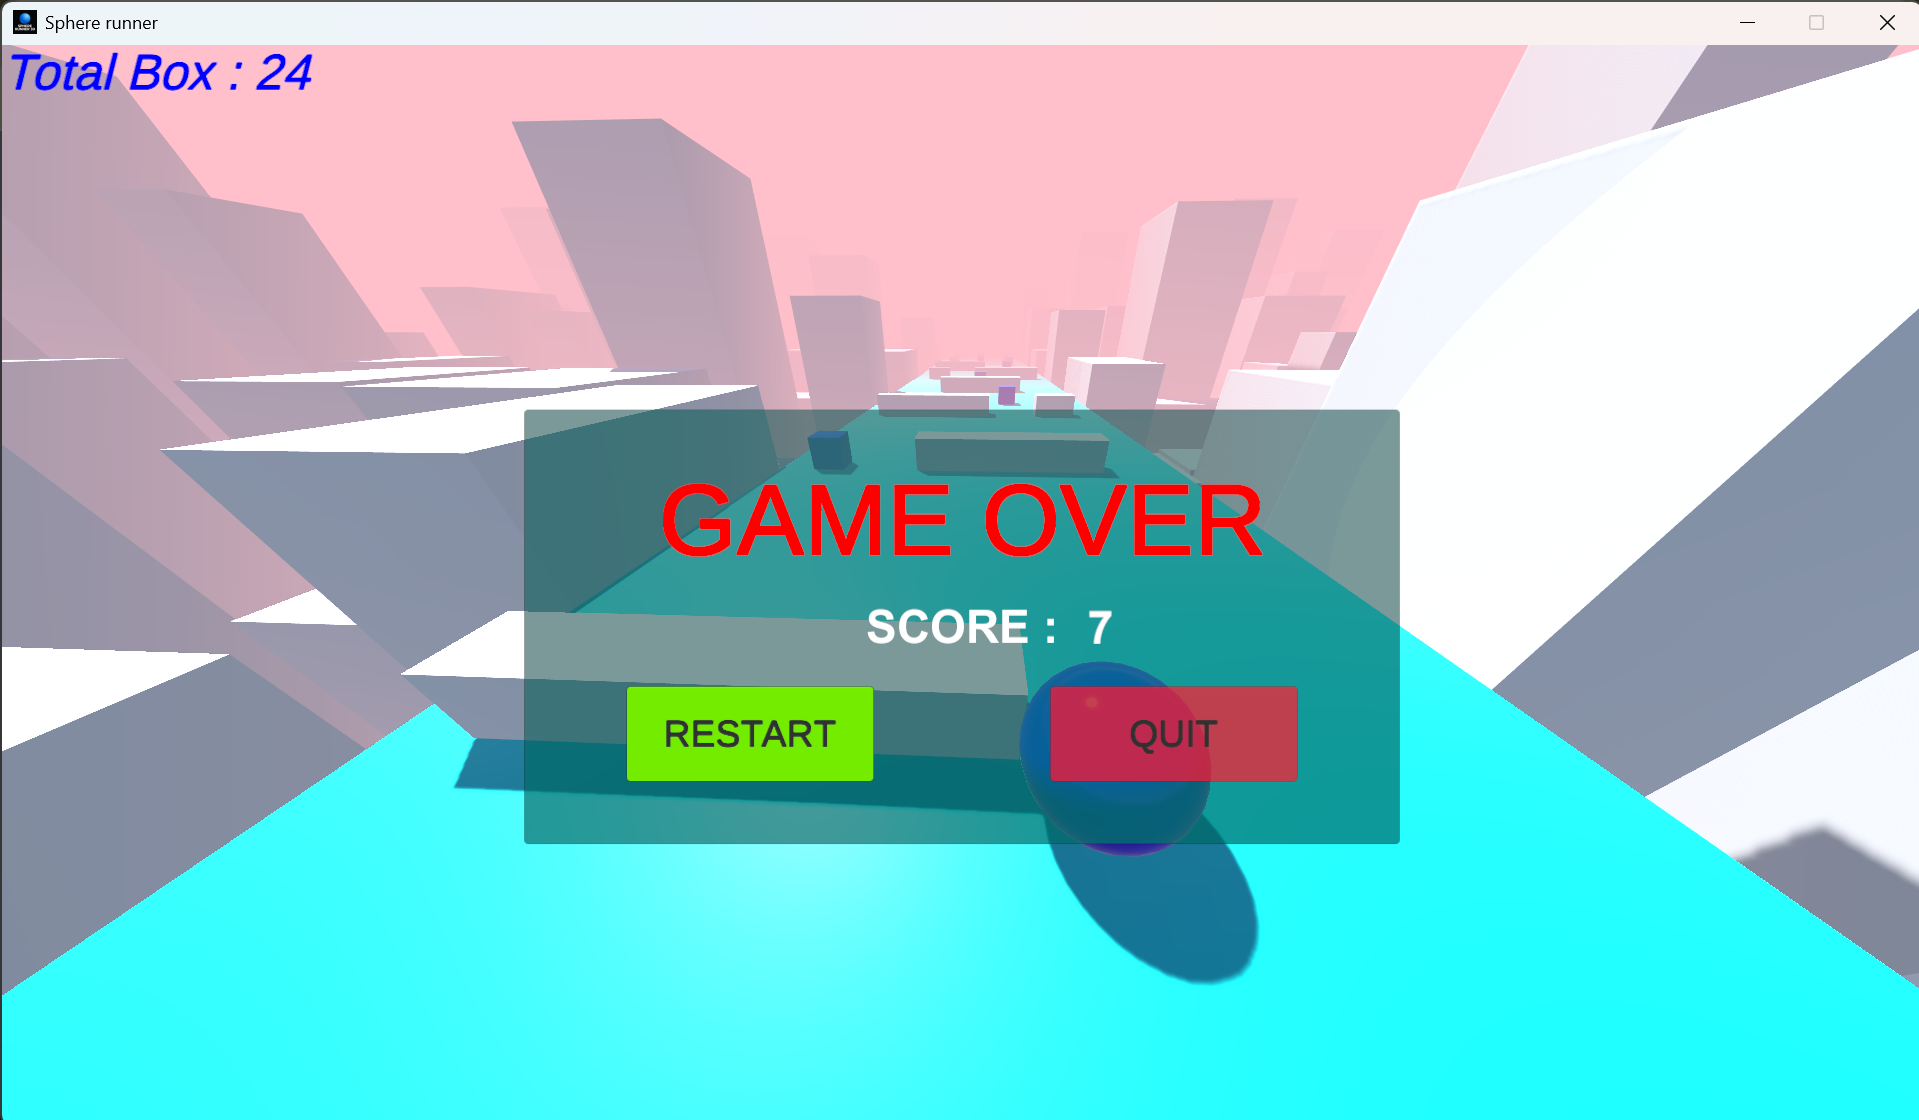 Sphere runner
Total Box : 24
GAME OVER
SCORE : 7
RESTART
QUIT